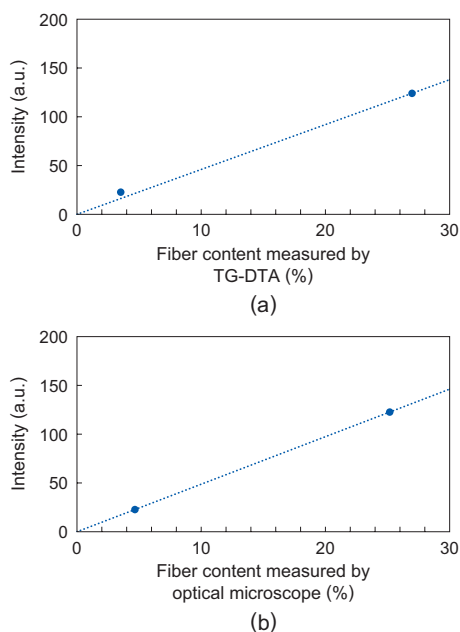 200
150
100
50
0
Intensity (a.u.)
0 10 20 30
Fiber content measured by
TG-DTA (%)
(a)
200
150
100
50
0
Intensity (a.u.)
0 10 20 30
Fiber content measured by
optical microscope (%)
(b)